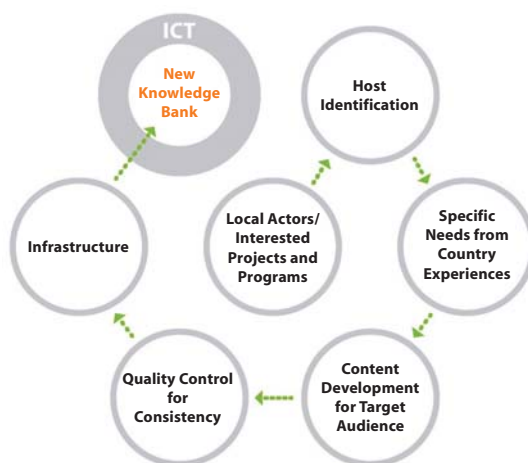 ICT
New
Knowledge
Bank
Host
Identification
Infrastructure
Local Actors/
Interested
Projects and
Programs
Specific
Needs from
Country
Experiences
Quality Control
for
Consistency
Content
Development
for Target
Audience